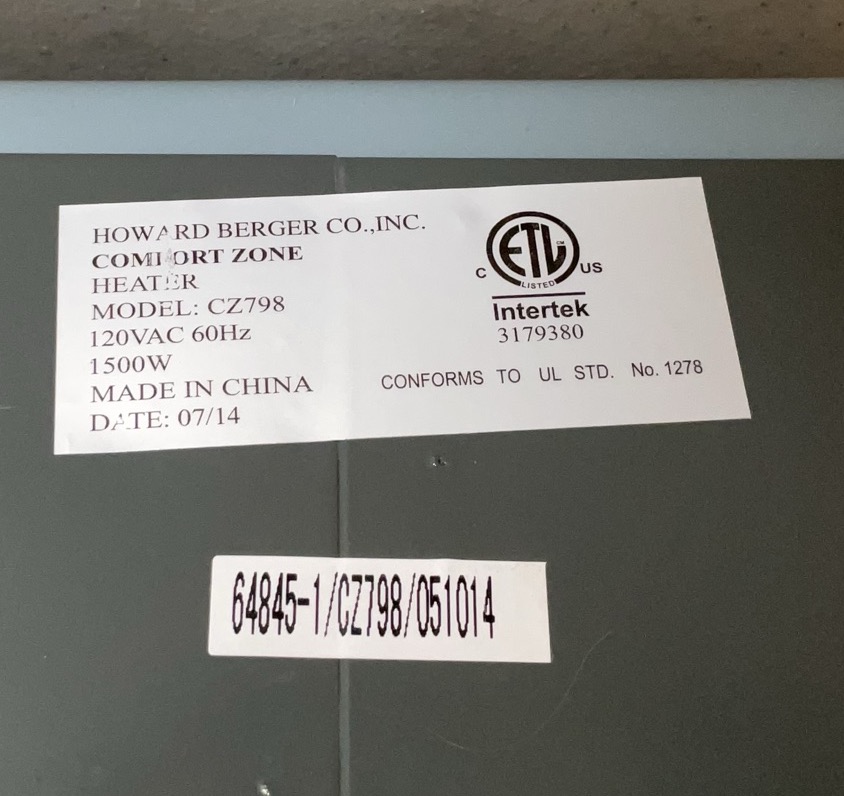 HOWARD BERGER CO.,INC.
COMFORT ZONE
HEATER
MODEL: CZ798
120VAC 60Hz
1500W
MADE IN CHINA
DATE: 07/14
ETL CM
C US
LISTED
Intertek
3179380
CONFORMS TO UL STD. No. 1278
64845-1/CZ798/051014